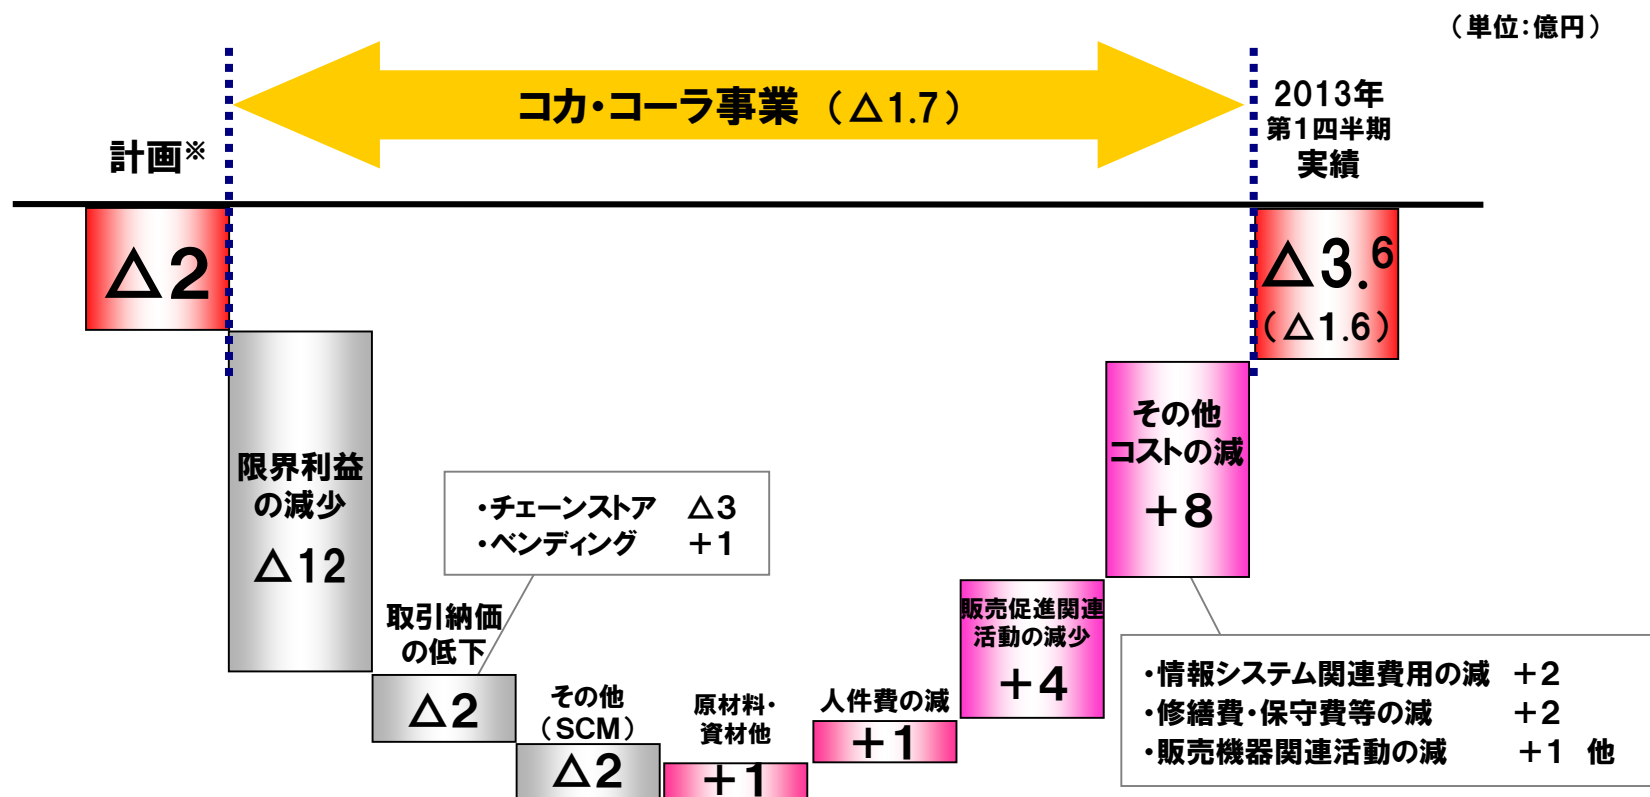 （単位：億円）
コカ・コーラ事業（△1.7）
2013年
第1四半期
実績
計画※
△2
△3.6
（△1.6）
限界利益
の減少
△12
・チェーンストア △3
・ベンディング ＋1
取引納価
の低下
△2
その他
（SCM）
△2
原材料・
資材他
＋1
人件費の減
＋1
販売促進関連
活動の減少
＋4
その他
コストの減
＋8
・情報システム関連費用の減 ＋2
・修繕費・保守費等の減 ＋2
・販売機器関連活動の減 ＋1 他